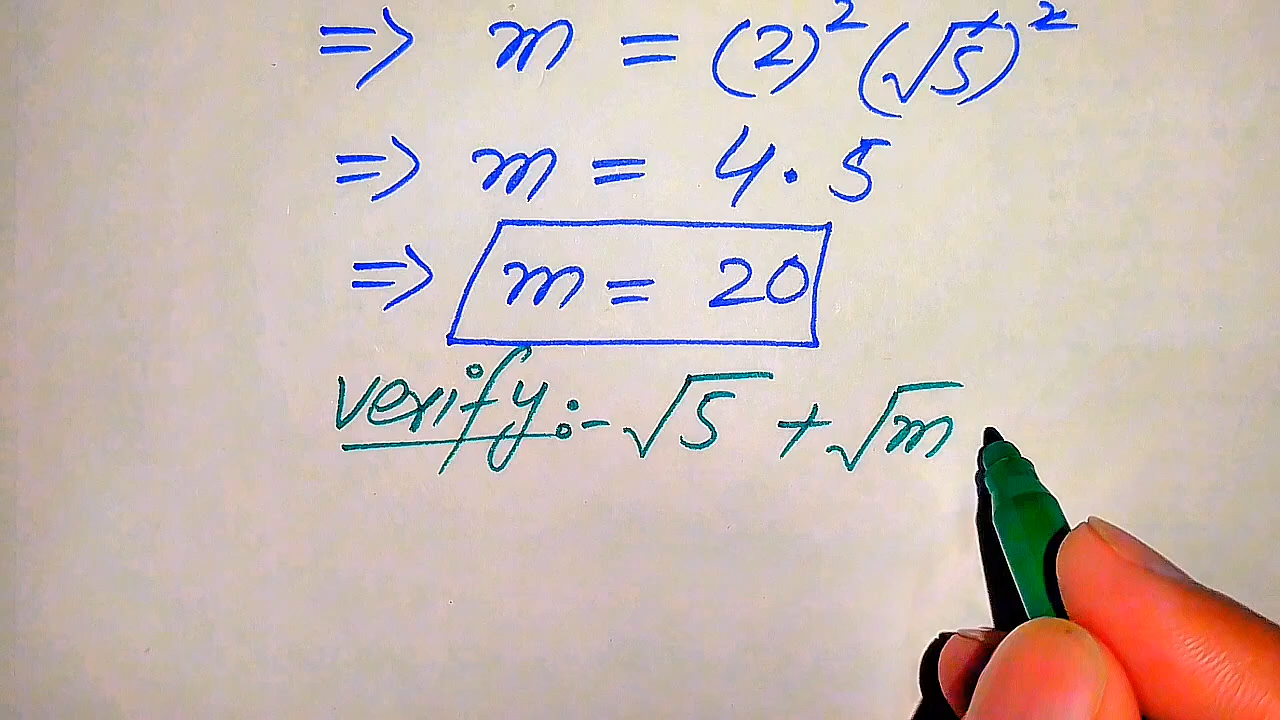 => m = (2)² (√5)²
=> m = 4 · 5
=> m = 20
verify :- √5 + √m